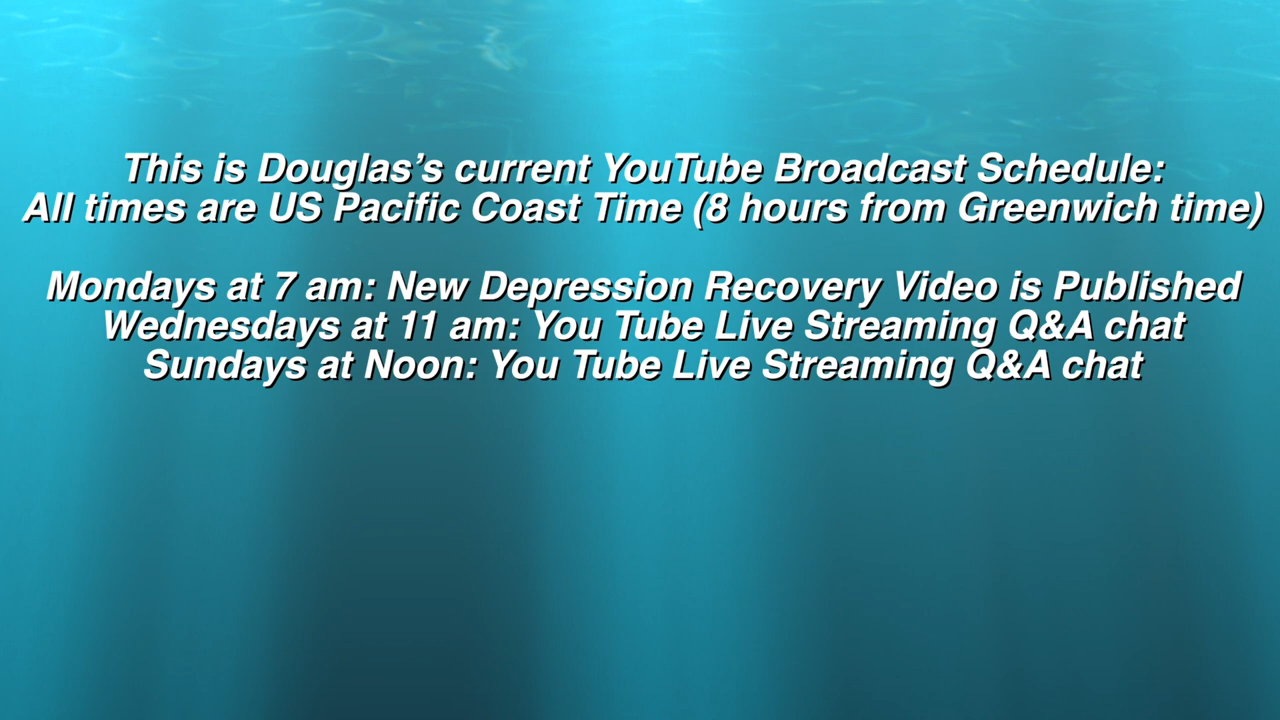 This is Douglas’s current YouTube Broadcast Schedule:
All times are US Pacific Coast Time (8 hours from Greenwich time)
Mondays at 7 am: New Depression Recovery Video is Published
Wednesdays at 11 am: You Tube Live Streaming Q&A chat
Sundays at Noon: You Tube Live Streaming Q&A chat